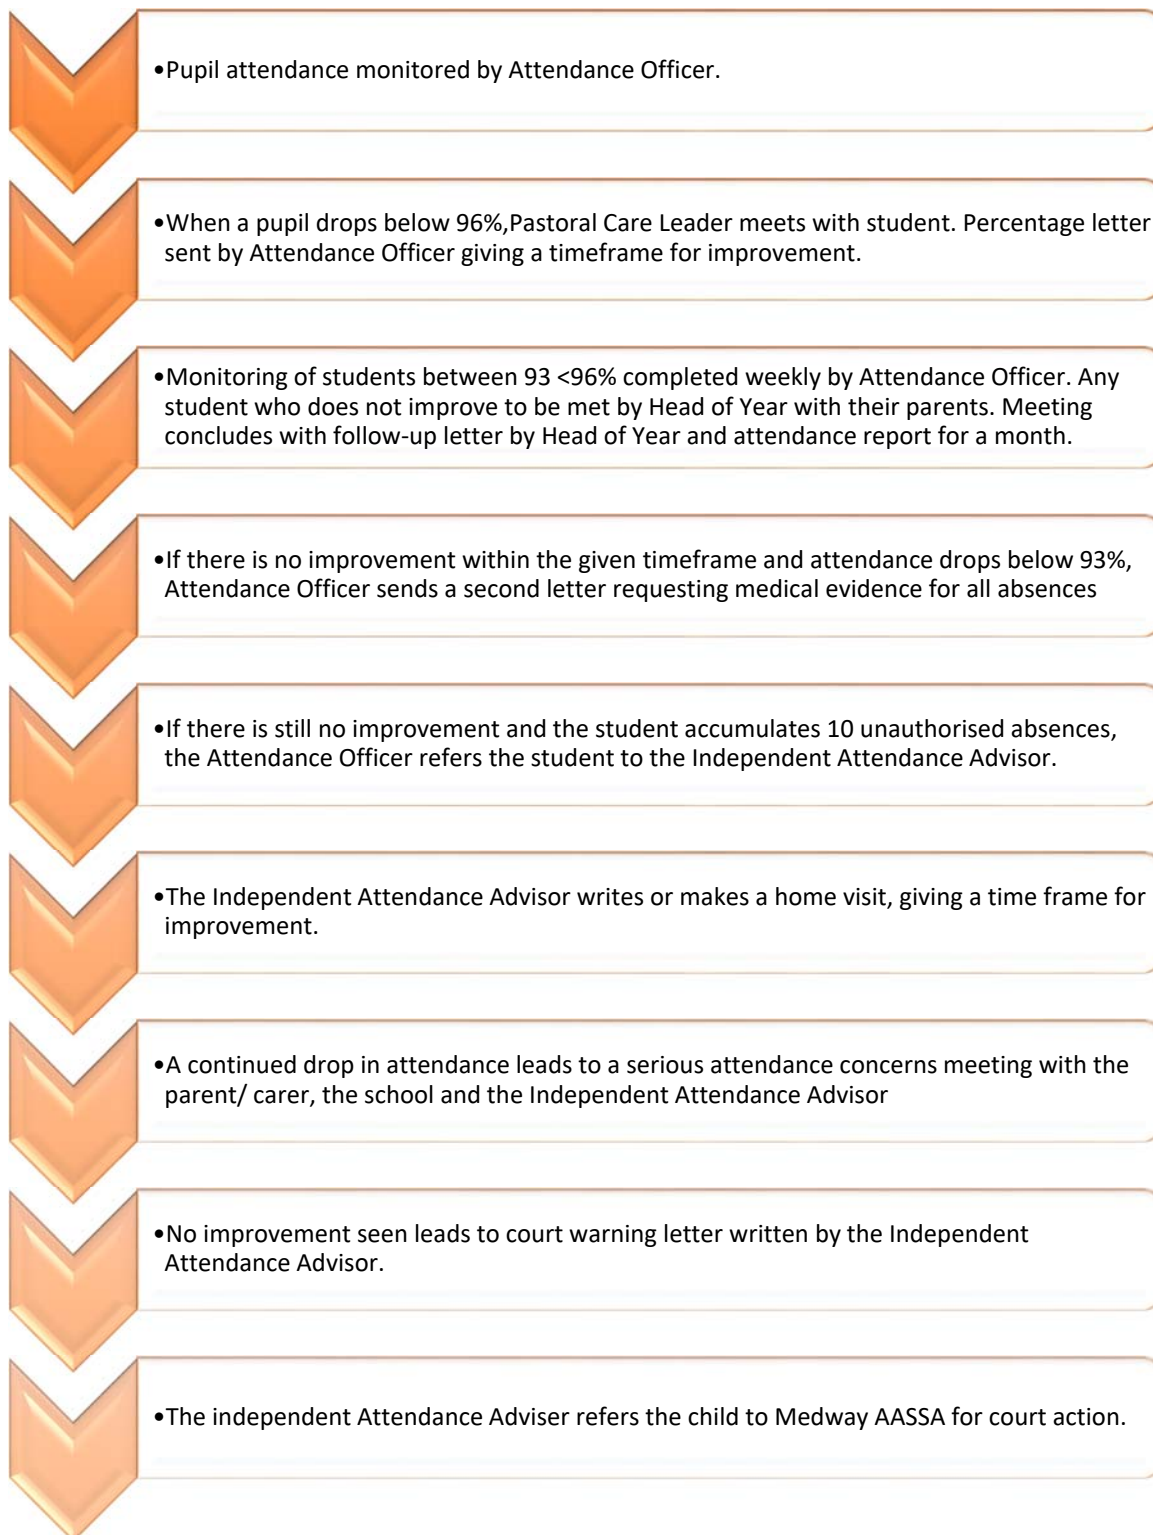 •Pupil attendance monitored by Attendance Officer.
•When a pupil drops below 96%,Pastoral Care Leader meets with student. Percentage letter
sent by Attendance Officer giving a timeframe for improvement.
•Monitoring of students between 93 <96% completed weekly by Attendance Officer. Any
student who does not improve to be met by Head of Year with their parents. Meeting
concludes with follow-up letter by Head of Year and attendance report for a month.
•If there is no improvement within the given timeframe and attendance drops below 93%,
Attendance Officer sends a second letter requesting medical evidence for all absences
•If there is still no improvement and the student accumulates 10 unauthorised absences,
the Attendance Officer refers the student to the Independent Attendance Advisor.
•The Independent Attendance Advisor writes or makes a home visit, giving a time frame for
improvement.
•A continued drop in attendance leads to a serious attendance concerns meeting with the
parent/ carer, the school and the Independent Attendance Advisor
•No improvement seen leads to court warning letter written by the Independent
Attendance Advisor.
•The independent Attendance Adviser refers the child to Medway AASSA for court action.